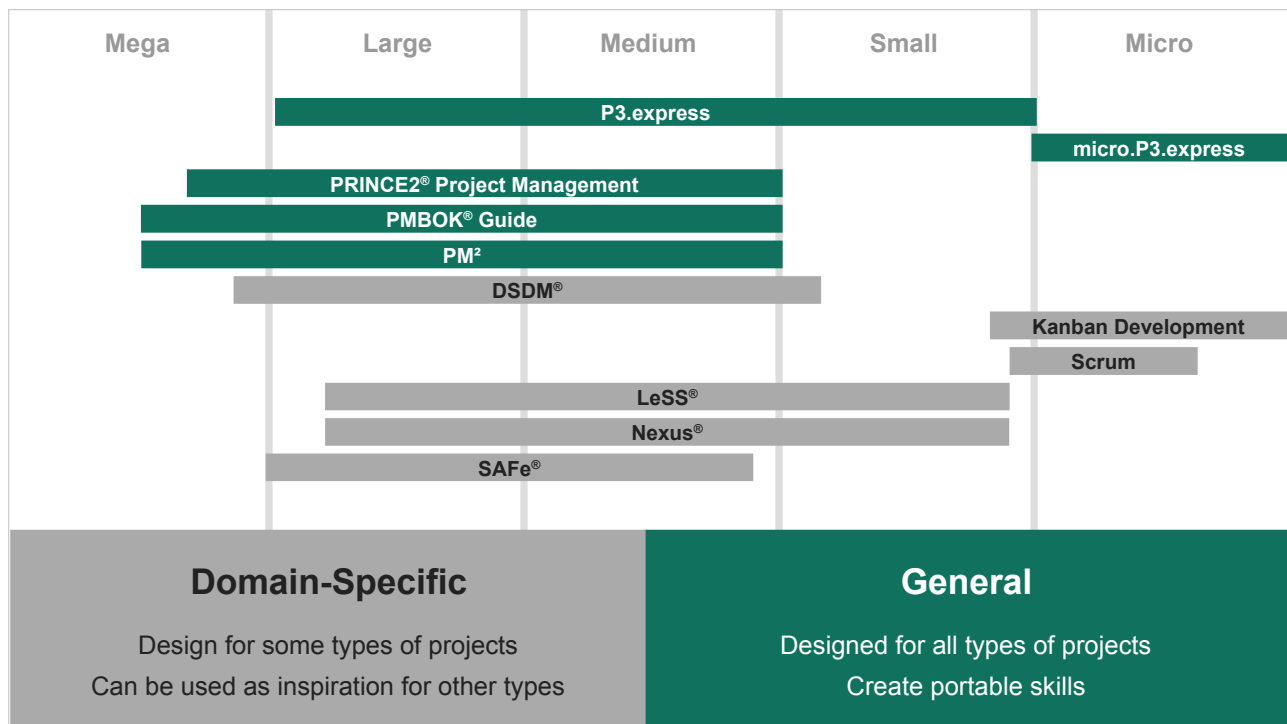 Mega Large Medium Small Micro
P3.express
micro.P3.express
PRINCE2® Project Management
PMBOK® Guide
PM²
DSDM®
Kanban Development
Scrum
LeSS®
Nexus®
SAFe®
Domain-Specific
Design for some types of projects
Can be used as inspiration for other types
General
Designed for all types of projects
Create portable skills